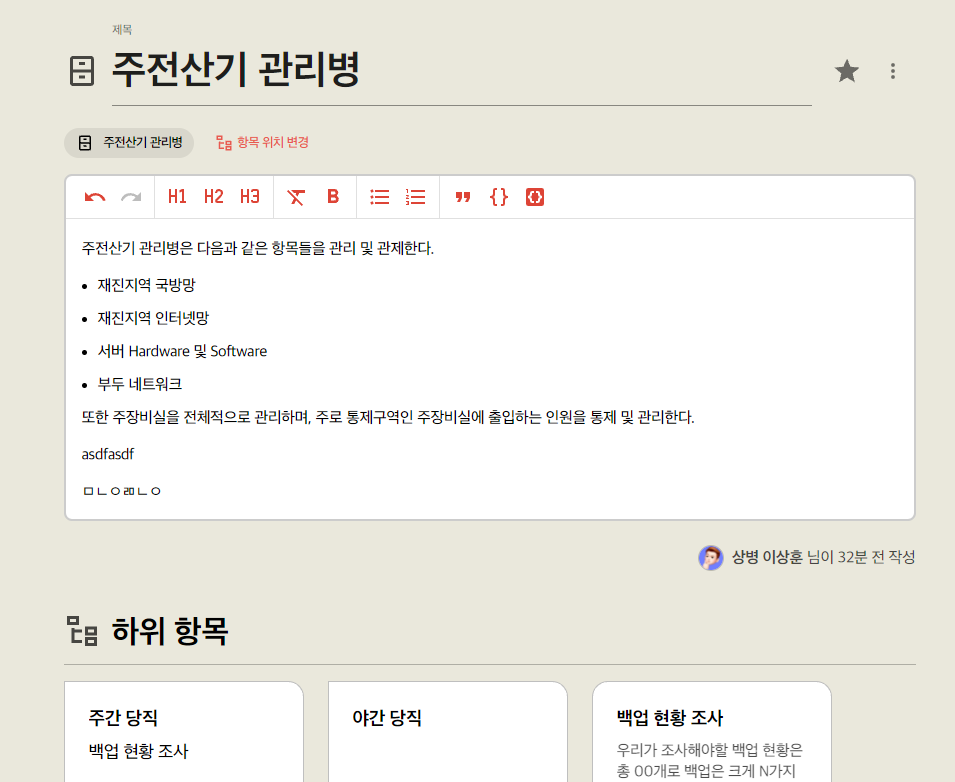 제목
주전산기 관리병
주전산기 관리병 항목 위치 변경
H1 H2 H3 B
주전산기 관리병은 다음과 같은 항목들을 관리 및 관제한다.
• 재진지역 국방망
• 재진지역 인터넷망
• 서버 Hardware 및 Software
• 부두 네트워크
또한 주장비실을 전체적으로 관리하며, 주로 통제구역인 주장비실에 출입하는 인원을 통제 및 관리한다.
asdfasdf
ㅁㄴㅇㄻㄴㅇ
상병 이상훈 님이 32분 전 작성
하위 항목
주간 당직 야간 당직 백업 현황 조사
백업 현황 조사 우리가 조사해야할 백업 현황은
총 00개로 백업은 크게 N가지